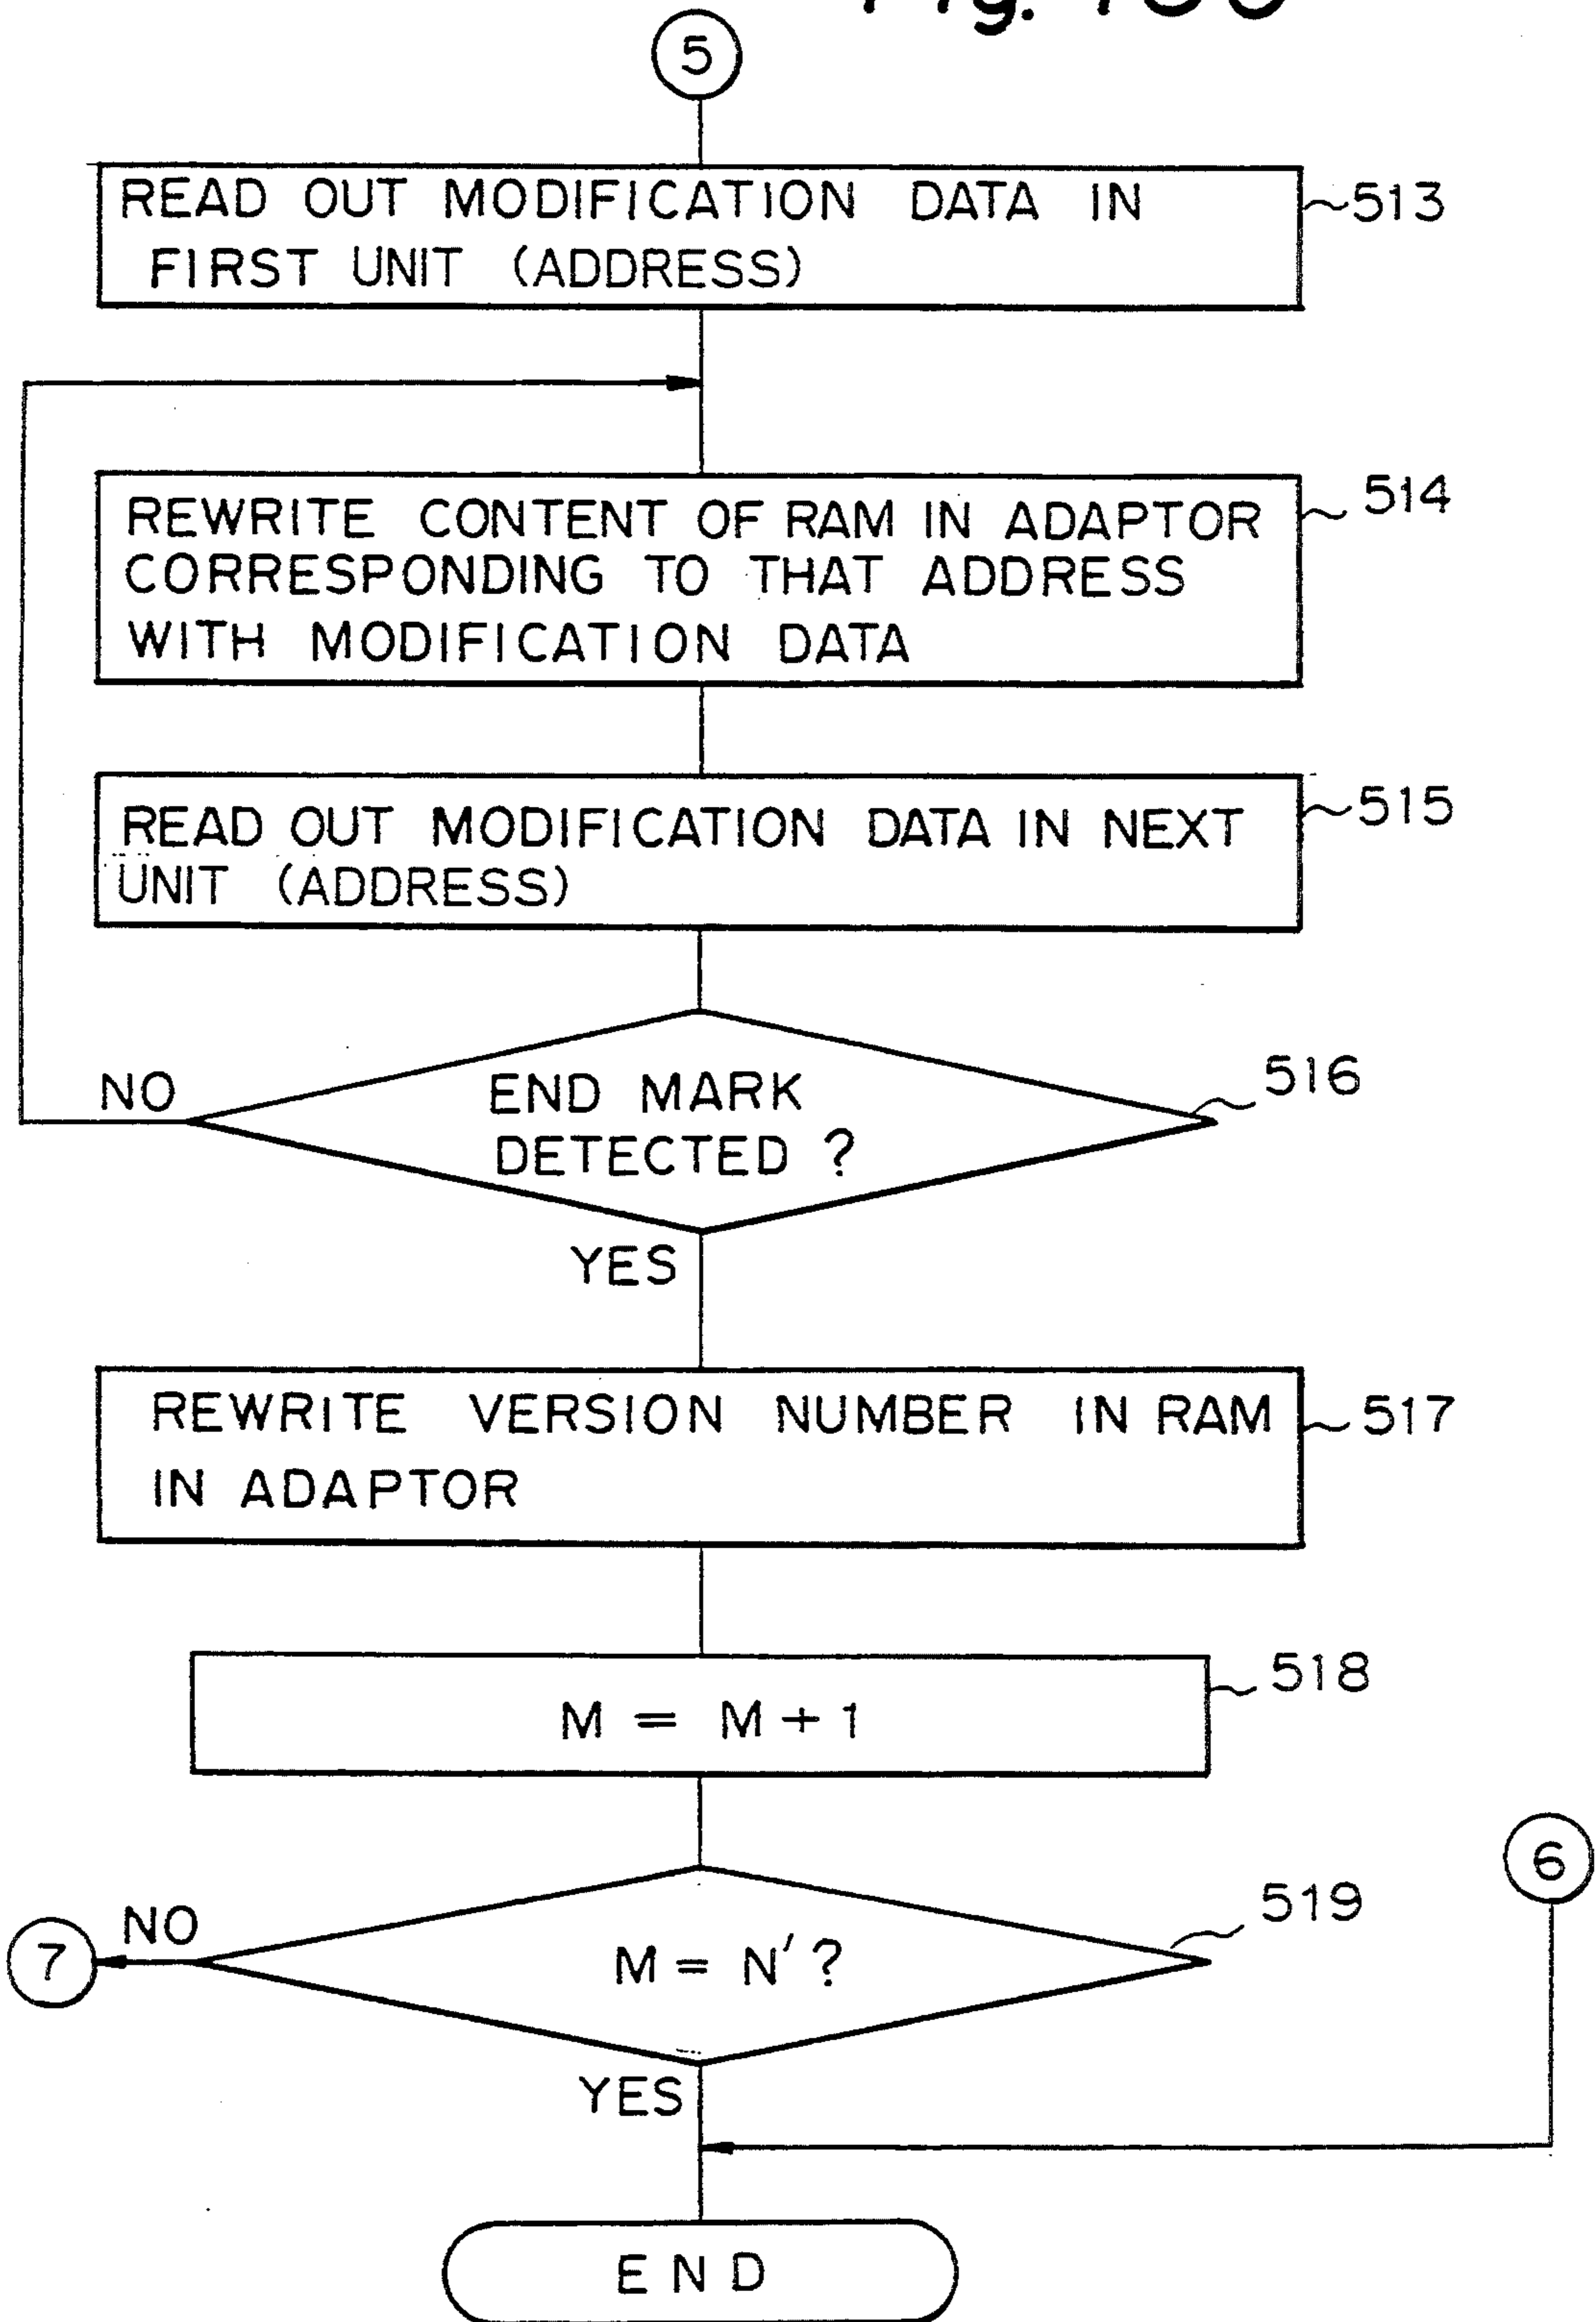 5
READ OUT MODIFICATION DATA IN
FIRST UNIT (ADDRESS)
513
REWRITE CONTENT OF RAM IN ADAPTOR
CORRESPONDING TO THAT ADDRESS
WITH MODIFICATION DATA
514
READ OUT MODIFICATION DATA IN NEXT
UNIT (ADDRESS)
515
END MARK
DETECTED ?
516
NO
YES
REWRITE VERSION NUMBER IN RAM
IN ADAPTOR
517
M = M + 1
518
6
M = N' ?
519
NO
7
YES
END